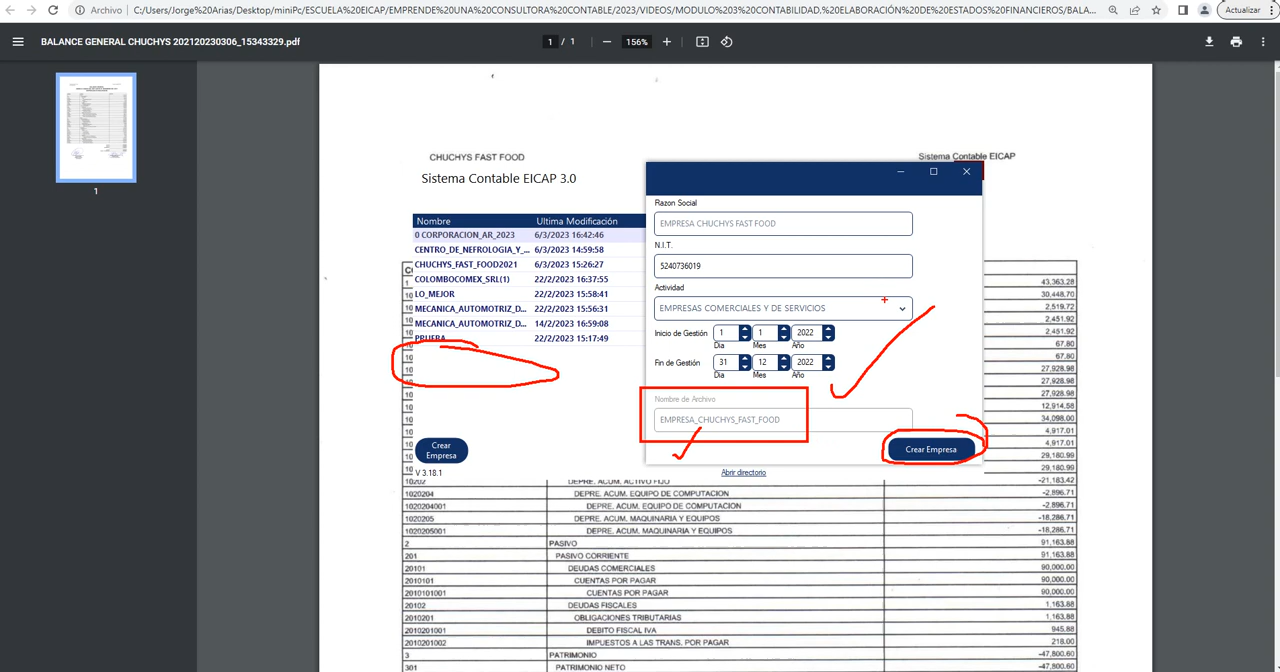 Archivo C:/Users/Jorge%20Arias/Desktop/miniPc/ESCUELA%20EICAP/EMPRENDE%20UNA%20CONSULTORA%20CONTABLE/2023/VIDEOS/MODULO%203%20CONTABILIDAD.%20ELABORACIÓN%20DE%20ESTADOS%20FINANCIEROS/BALA...
Actualizar
BALANCE GENERAL CHUCHYS 202120230306_15343329.pdf
1 / 1
156%
1
CHUCHYS FAST FOOD
Sistema Contable EICAP
Sistema Contable EICAP 3.0
Nombre Ultima Modificación
0 CORPORACION_AR_2023 6/3/2023 16:42:46
CENTRO_DE_NEFROLOGIA_Y_... 6/3/2023 14:59:58
CHUCHYS_FAST_FOOD2021 6/3/2023 15:26:27
COLOMBOCOMEX_SRL(1) 22/2/2023 16:37:55
LO_MEJOR 22/2/2023 15:58:41
MECANICA_AUTOMOTRIZ_D... 22/2/2023 15:56:31
MECANICA_AUTOMOTRIZ_D... 14/2/2023 16:59:08
PRUEBA 22/2/2023 15:17:49
Crear
Empresa
V 3.18.1
Razon Social
EMPRESA CHUCHYS FAST FOOD
N.I.T.
5240736019
Actividad
EMPRESAS COMERCIALES Y DE SERVICIOS
Inicio de Gestión 1 1 2022
Dia Mes Año
Fin de Gestión 31 12 2022
Dia Mes Año
Nombre de Archivo
EMPRESA_CHUCHYS_FAST_FOOD
Crear Empresa
Abrir directorio
43,363.28
30,448.70
2,519.72
2,451.92
2,451.92
67.80
67.80
27,928.98
27,928.98
27,928.98
12,914.58
34,098.00
4,917.01
4,917.01
29,180.99
29,180.99
10202 DEPRE. ACUM. ACTIVO FIJO -21,183.42
1020204 DEPRE. ACUM. EQUIPO DE COMPUTACION -2,896.71
1020204001 DEPRE. ACUM. EQUIPO DE COMPUTACION -2,896.71
1020205 DEPRE. ACUM. MAQUINARIA Y EQUIPOS -18,286.71
1020205001 DEPRE. ACUM. MAQUINARIA Y EQUIPOS -18,286.71
2 PASIVO 91,163.88
201 PASIVO CORRIENTE 91,163.88
20101 DEUDAS COMERCIALES 90,000.00
2010101 CUENTAS POR PAGAR 90,000.00
2010101001 CUENTAS POR PAGAR 90,000.00
20102 DEUDAS FISCALES 1,163.88
2010201 OBLIGACIONES TRIBUTARIAS 1,163.88
2010201001 DEBITO FISCAL IVA 945.88
2010201002 IMPUESTOS A LAS TRANS. POR PAGAR 218.00
3 PATRIMONIO -47,800.60
301 PATRIMONIO NETO -47,800.60